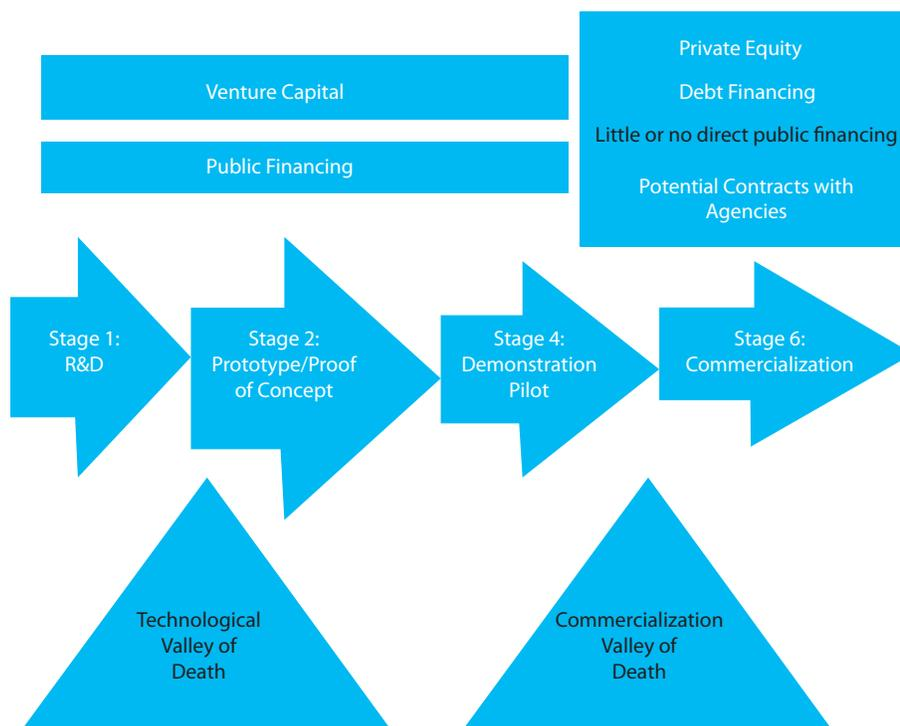 Venture Capital
Public Financing
Private Equity
Debt Financing
Little or no direct public financing
Potential Contracts with
Agencies
Stage 1:
R&D
Stage 2:
Prototype/Proof
of Concept
Stage 4:
Demonstration
Pilot
Stage 6:
Commercialization
Technological
Valley of
Death
Commercialization
Valley of
Death